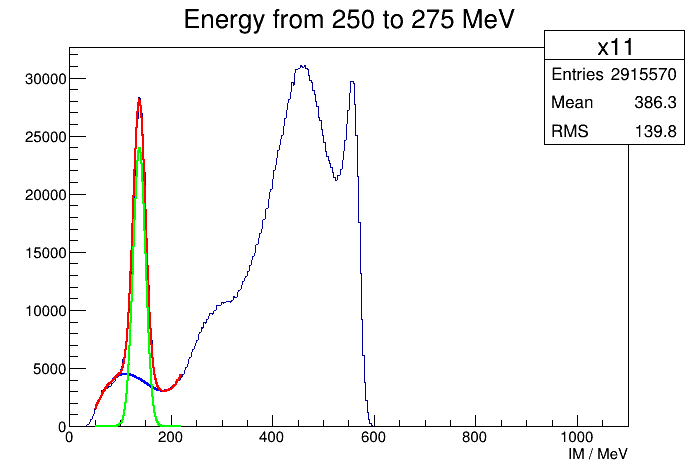 Energy from 250 to 275 MeV
x11
Entries 2915570
Mean 386.3
RMS 139.8
30000
25000
20000
15000
10000
5000
0
0 200 400 600 800 1000
IM / MeV